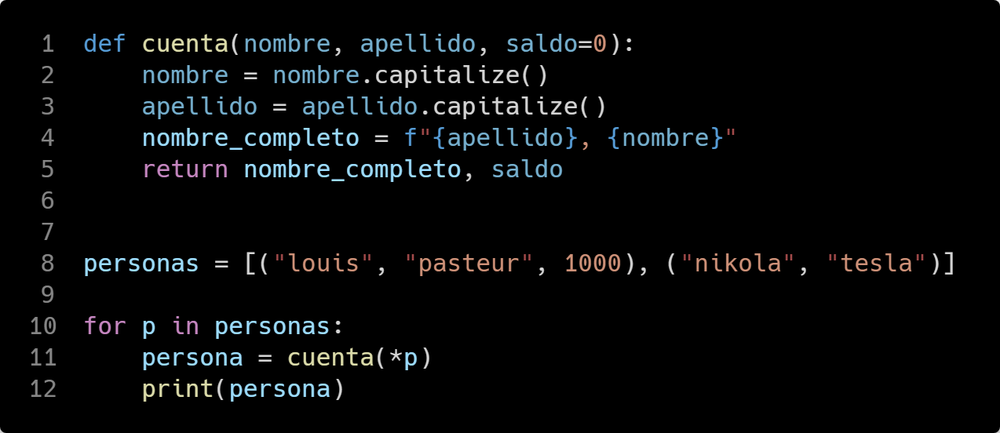 1 def cuenta(nombre, apellido, saldo=0):
2     nombre = nombre.capitalize()
3     apellido = apellido.capitalize()
4     nombre_completo = f"{apellido}, {nombre}"
5     return nombre_completo, saldo
6
7
8 personas = [("louis", "pasteur", 1000), ("nikola", "tesla")]
9
10 for p in personas:
11     persona = cuenta(*p)
12     print(persona)